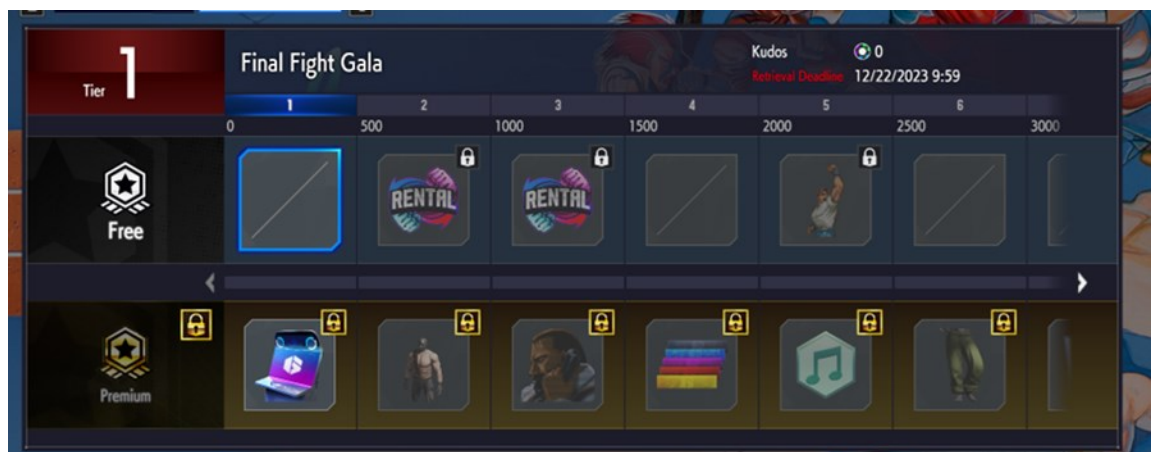 1
Tier
Final Fight Gala
Kudos 0
Retrieval Deadline 12/22/2023 9:59
1 2 3 4 5 6
0 500 1000 1500 2000 2500 3000
Free
RENTAL
RENTAL
Premium
6